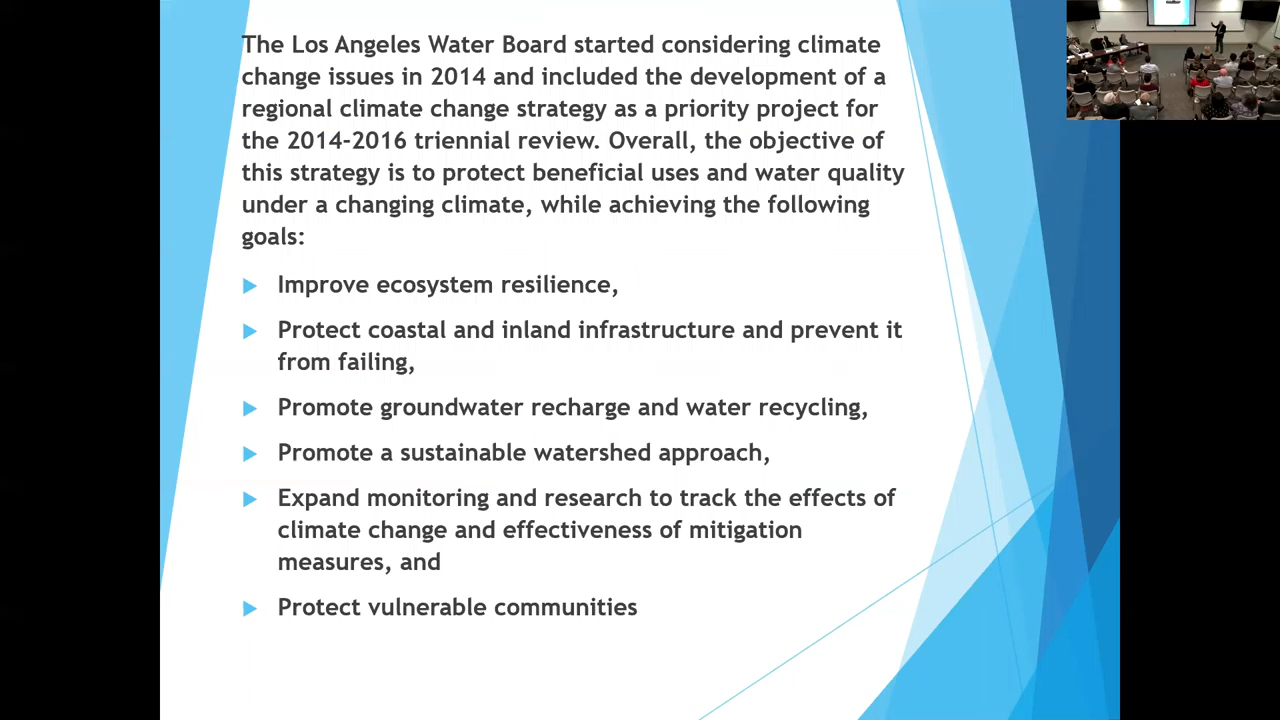 The Los Angeles Water Board started considering climate
change issues in 2014 and included the development of a
regional climate change strategy as a priority project for
the 2014-2016 triennial review. Overall, the objective of
this strategy is to protect beneficial uses and water quality
under a changing climate, while achieving the following
goals:
Improve ecosystem resilience,
Protect coastal and inland infrastructure and prevent it
from failing,
Promote groundwater recharge and water recycling,
Promote a sustainable watershed approach,
Expand monitoring and research to track the effects of
climate change and effectiveness of mitigation
measures, and
Protect vulnerable communities